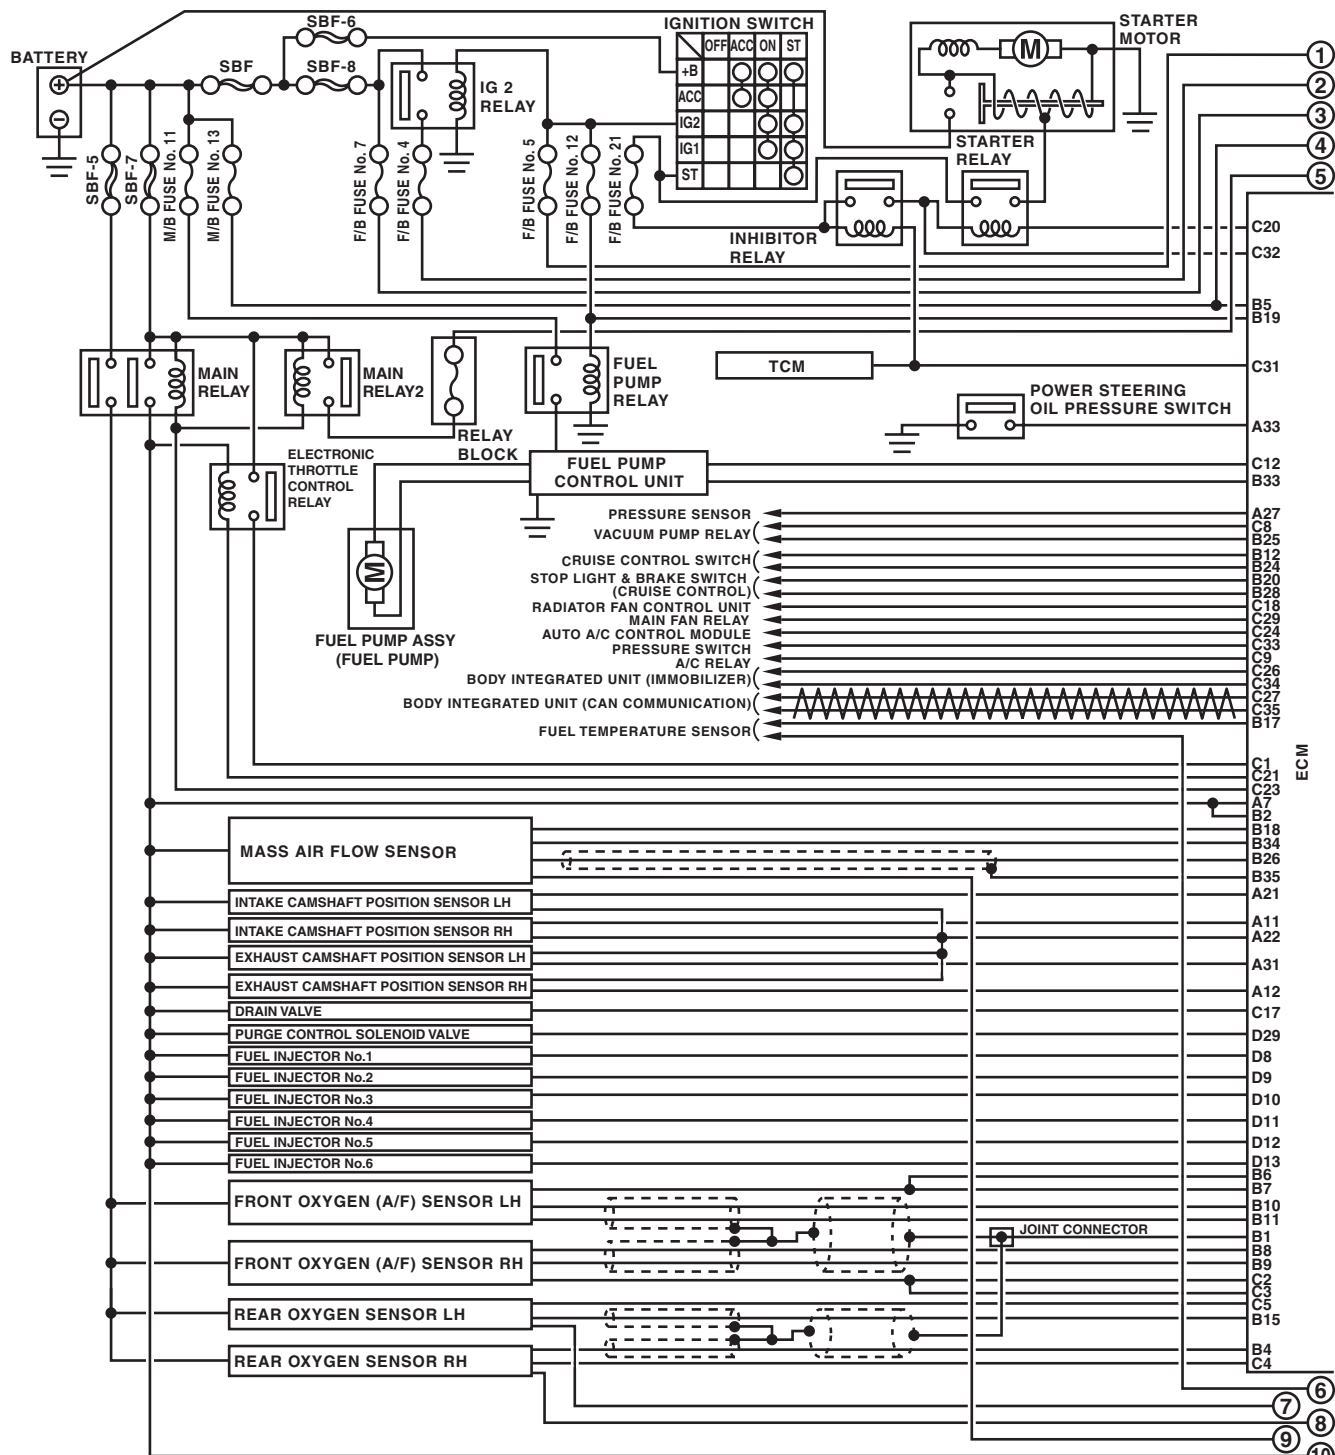 SBF-6
IGNITION SWITCH
STARTER
MOTOR
BATTERY
SBF
SBF-8
OFF ACC ON ST
+B
ACC
IG2
IG1
ST
M
1
2
3
4
5
IG 2
RELAY
STARTER
RELAY
SBF-5
SBF-7
M/B FUSE No. 11
M/B FUSE No. 13
F/B FUSE No. 7
F/B FUSE No. 4
F/B FUSE No. 5
F/B FUSE No. 12
F/B FUSE No. 21
INHIBITOR
RELAY
C20
C32
B5
B19
MAIN
RELAY
MAIN
RELAY2
RELAY
BLOCK
FUEL
PUMP
RELAY
TCM
C31
POWER STEERING
OIL PRESSURE SWITCH
A33
ELECTRONIC
THROTTLE
CONTROL
RELAY
FUEL PUMP
CONTROL UNIT
C12
B33
M
FUEL PUMP ASSY
(FUEL PUMP)
PRESSURE SENSOR
VACUUM PUMP RELAY
CRUISE CONTROL SWITCH
STOP LIGHT & BRAKE SWITCH
(CRUISE CONTROL)
RADIATOR FAN CONTROL UNIT
MAIN FAN RELAY
AUTO A/C CONTROL MODULE
PRESSURE SWITCH
A/C RELAY
BODY INTEGRATED UNIT (IMMOBILIZER)
BODY INTEGRATED UNIT (CAN COMMUNICATION)
FUEL TEMPERATURE SENSOR
A27
C8
B25
B12
B24
B20
B28
C18
C29
C24
C33
C9
C26
C34
C27
C35
B17
ECM
C1
C21
C23
A7
B2
MASS AIR FLOW SENSOR
B18
B34
B26
B35
INTAKE CAMSHAFT POSITION SENSOR LH
A21
INTAKE CAMSHAFT POSITION SENSOR RH
A11
A22
EXHAUST CAMSHAFT POSITION SENSOR LH
A31
EXHAUST CAMSHAFT POSITION SENSOR RH
A12
DRAIN VALVE
C17
PURGE CONTROL SOLENOID VALVE
D29
FUEL INJECTOR No.1
D8
FUEL INJECTOR No.2
D9
FUEL INJECTOR No.3
D10
FUEL INJECTOR No.4
D11
FUEL INJECTOR No.5
D12
FUEL INJECTOR No.6
D13
B6
B7
FRONT OXYGEN (A/F) SENSOR LH
B10
B11
JOINT CONNECTOR
B1
FRONT OXYGEN (A/F) SENSOR RH
B8
B9
C2
C3
REAR OXYGEN SENSOR LH
C5
B15
REAR OXYGEN SENSOR RH
B4
C4
6
7
8
9
10